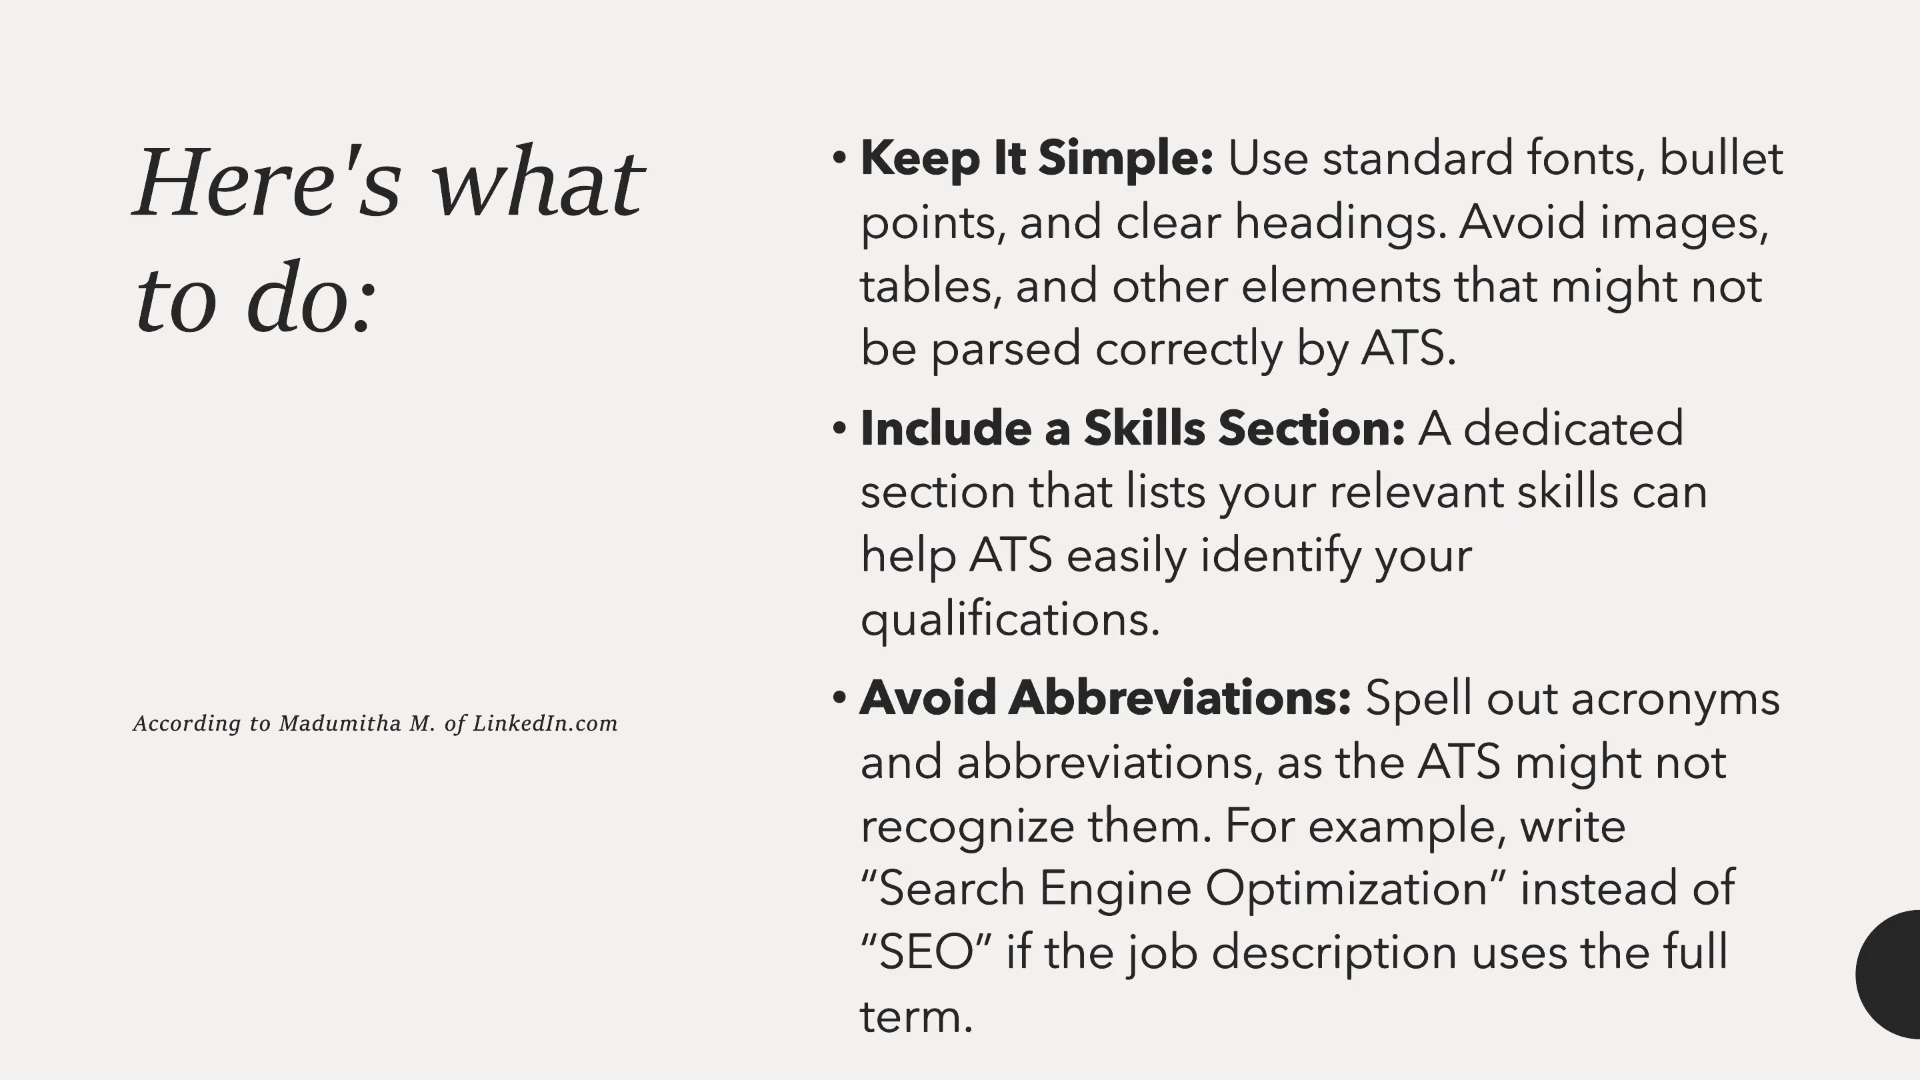 Here's what
to do:
According to Madumitha M. of LinkedIn.com
• Keep It Simple: Use standard fonts, bullet
points, and clear headings. Avoid images,
tables, and other elements that might not
be parsed correctly by ATS.
• Include a Skills Section: A dedicated
section that lists your relevant skills can
help ATS easily identify your
qualifications.
• Avoid Abbreviations: Spell out acronyms
and abbreviations, as the ATS might not
recognize them. For example, write
“Search Engine Optimization” instead of
“SEO” if the job description uses the full
term.